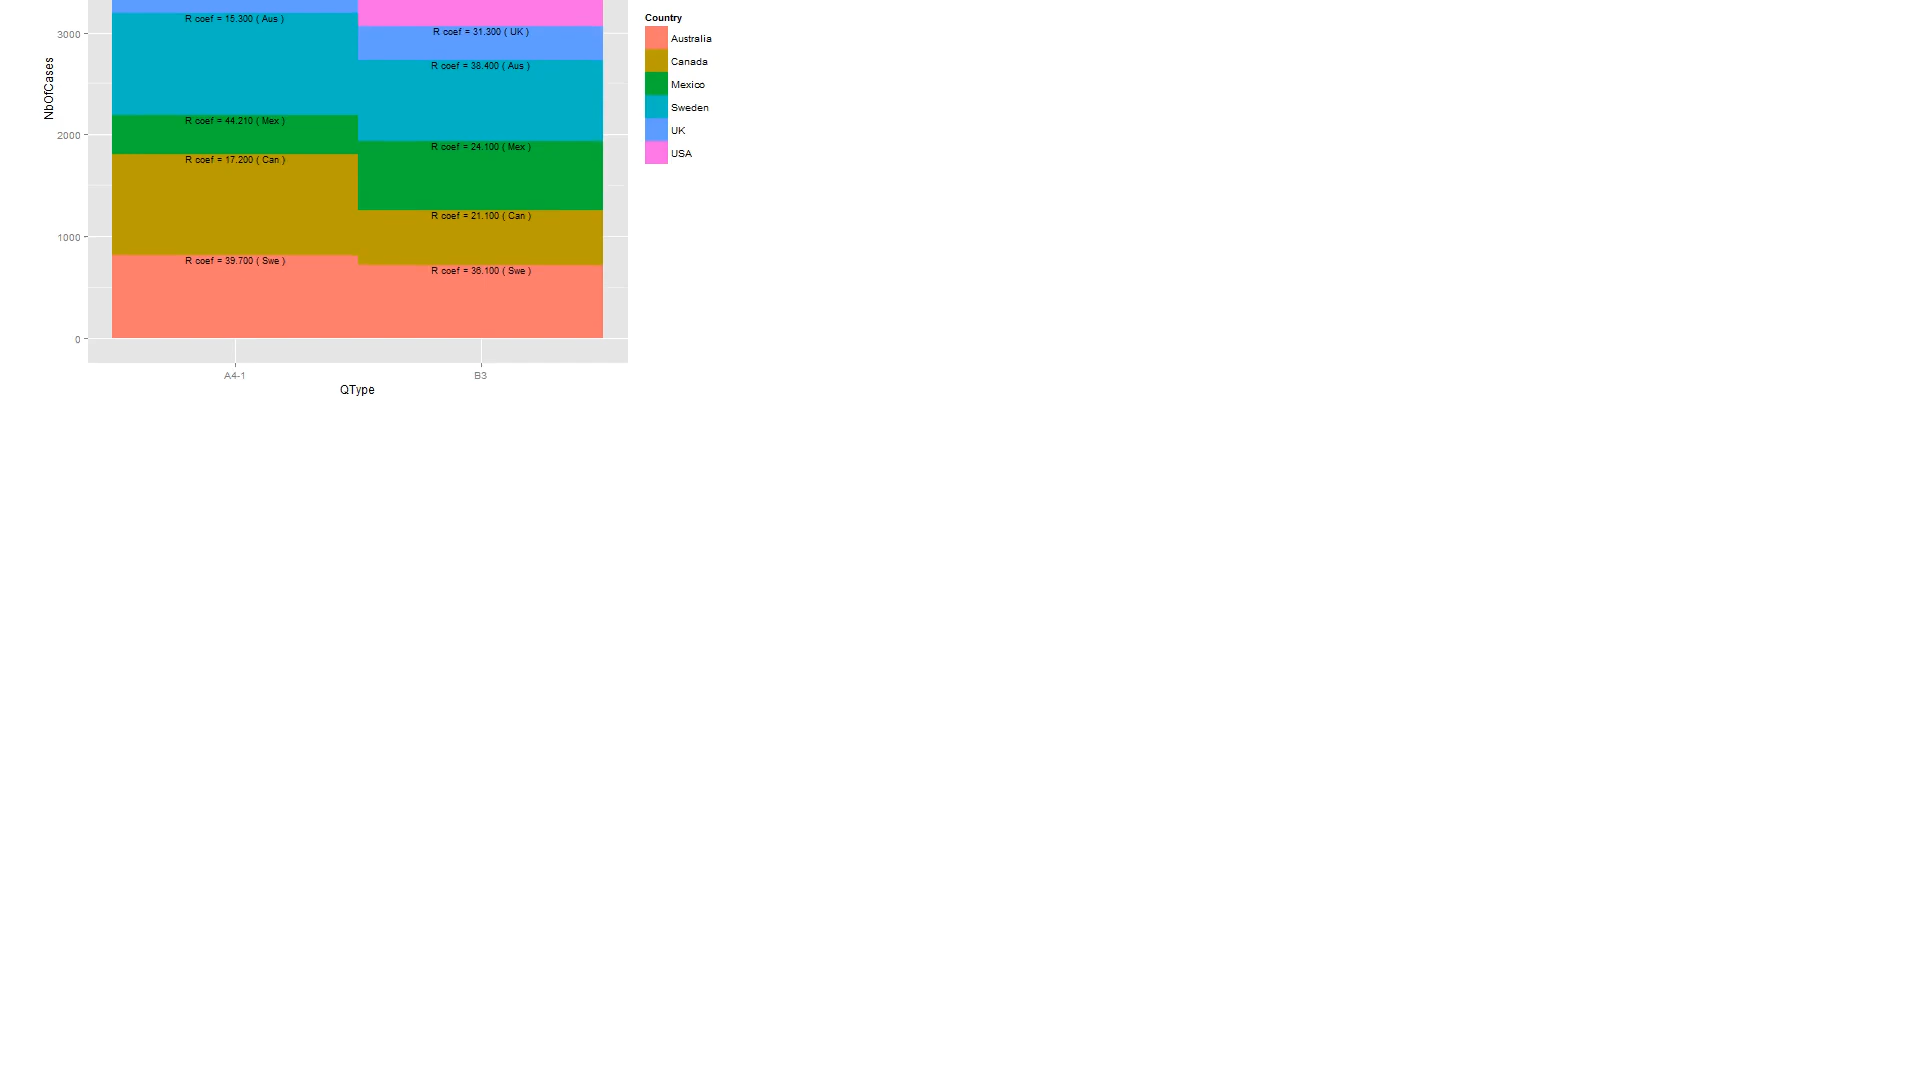 NbOfCases
3000
2000
1000
0
R coef = 15.300 ( Aus )
R coef = 44.210 ( Mex )
R coef = 17.200 ( Can )
R coef = 39.700 ( Swe )
R coef = 31.300 ( UK )
R coef = 38.400 ( Aus )
R coef = 24.100 ( Mex )
R coef = 21.100 ( Can )
R coef = 36.100 ( Swe )
A4-1
B3
QType
Country
Australia
Canada
Mexico
Sweden
UK
USA